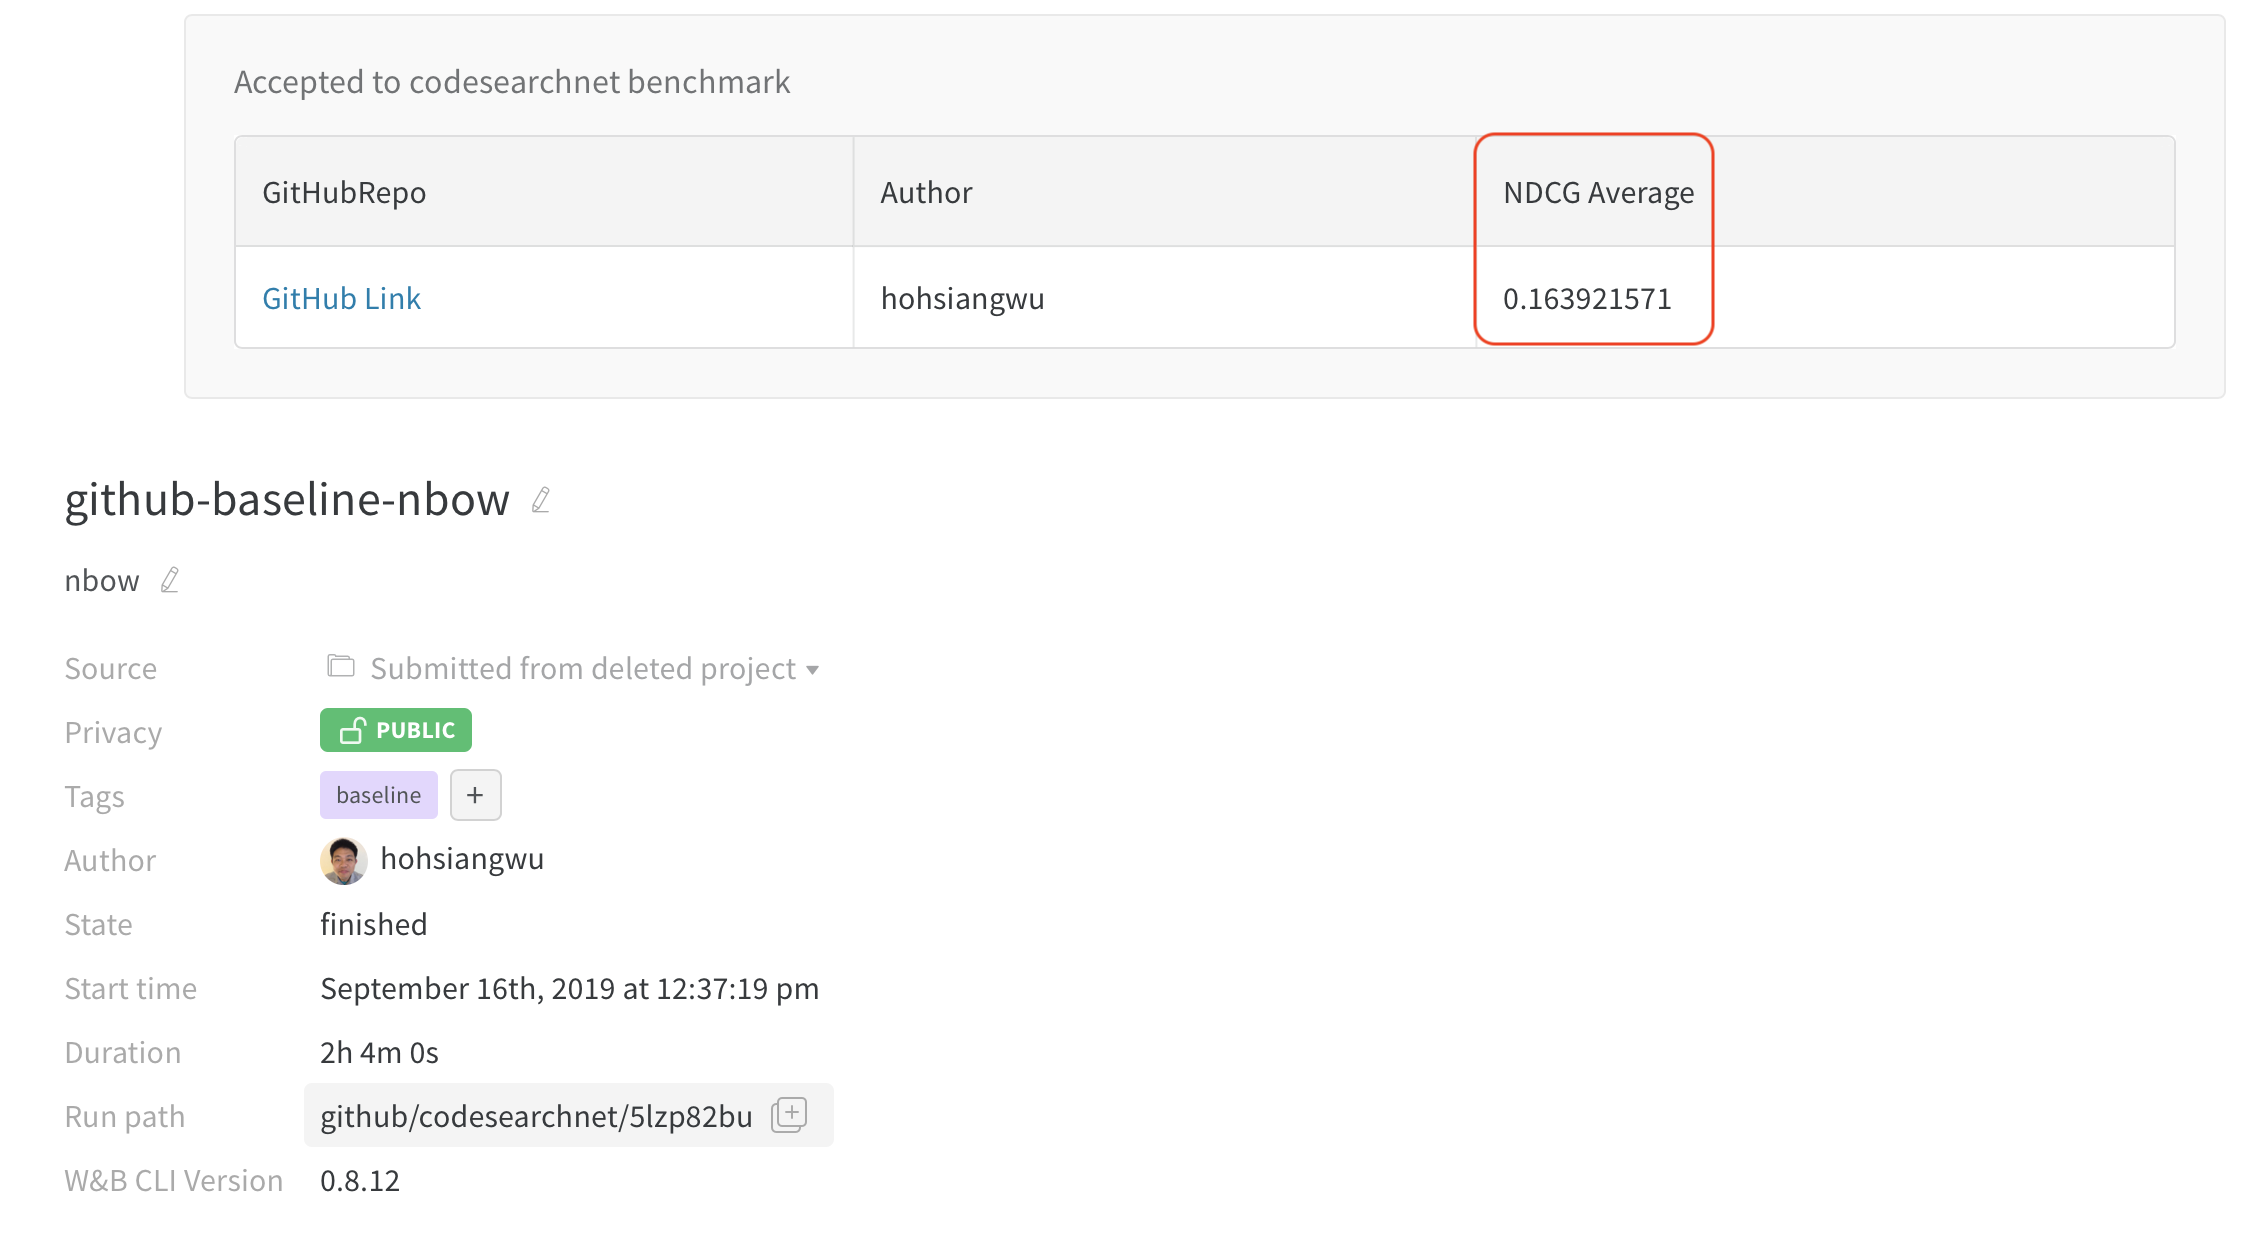 Accepted to codesearchnet benchmark
GitHubRepo Author NDCG Average
GitHub Link hohsiangwu 0.163921571
github-baseline-nbow
nbow
Source Submitted from deleted project
Privacy PUBLIC
Tags baseline +
Author hohsiangwu
State finished
Start time September 16th, 2019 at 12:37:19 pm
Duration 2h 4m 0s
Run path github/codesearchnet/5lzp82bu
W&B CLI Version 0.8.12